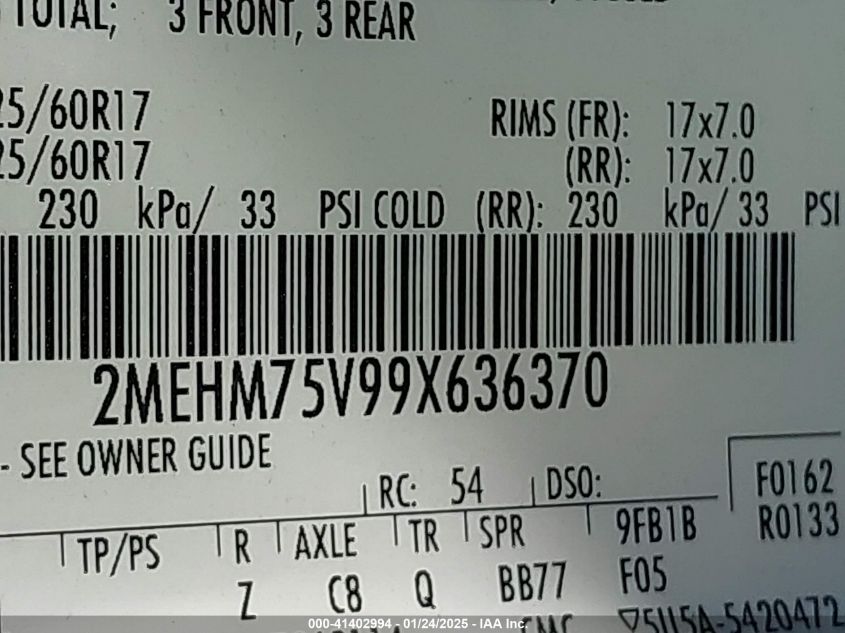 TOTAL; 3 FRONT, 3 REAR
25/60R17 RIMS (FR): 17x7.0
25/60R17 (RR): 17x7.0
230 kPa/ 33 PSI COLD (RR): 230 kPa/ 33 PSI
2MEHM75V99X636370
- SEE OWNER GUIDE
RC: 54 DSO: F0162
TP/PS R AXLE TR SPR 9FB1B R0133
Z C8 Q BB77 F05
5U5A-5420472
000-41402994 - 01/24/2025 - IAA Inc.